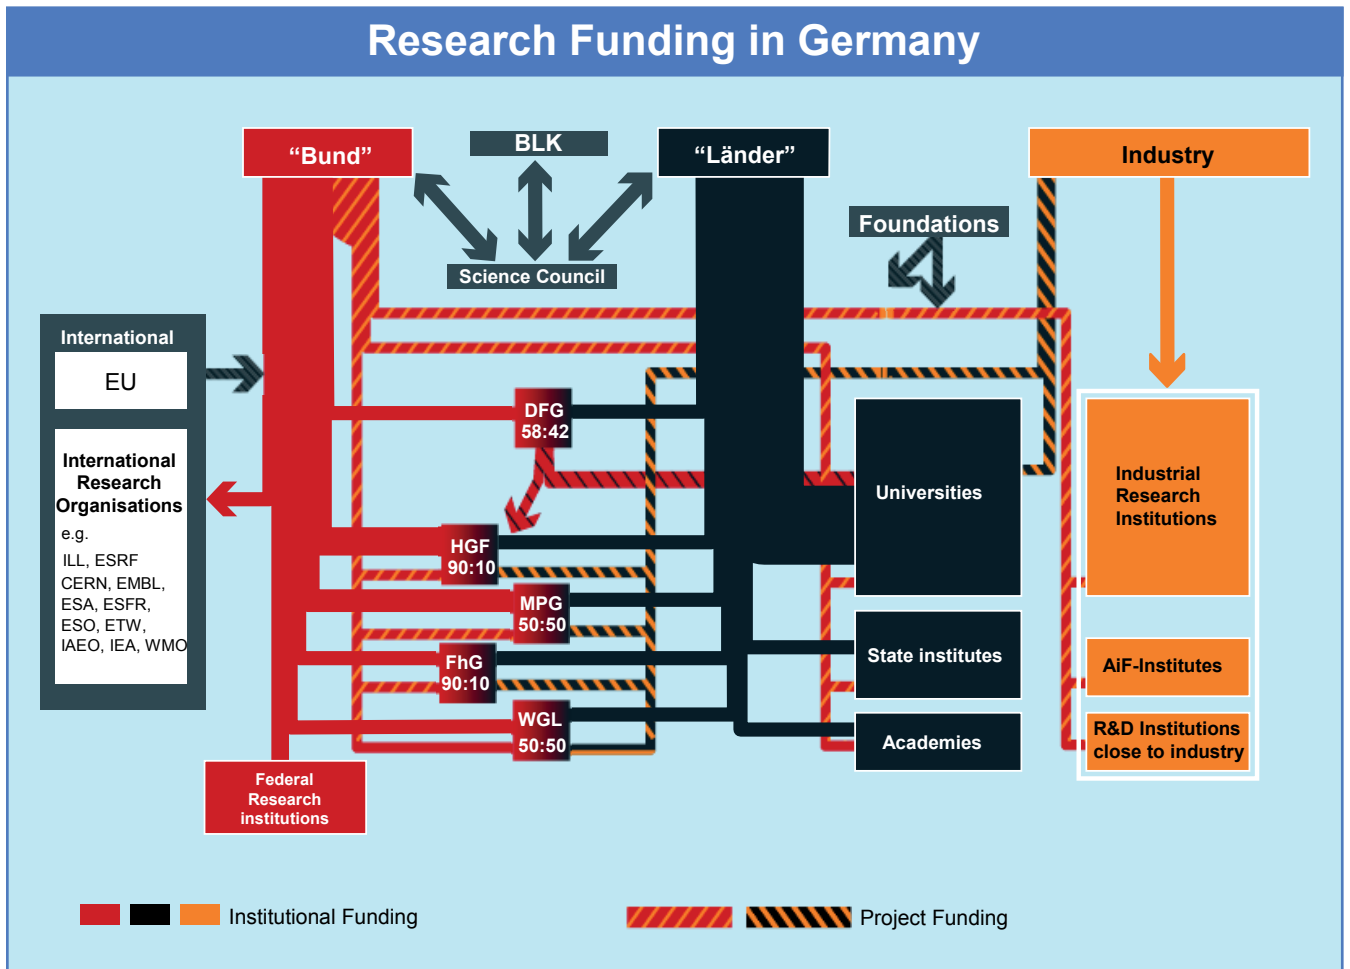 Research Funding in Germany
“Bund”
BLK
“Länder”
Industry
Foundations
Science Council
International
EU
International
Research
Organisations
e.g.
ILL, ESRF
CERN, EMBL,
ESA, ESFR,
ESO, ETW,
IAEO, IEA, WMO
DFG
58:42
HGF
90:10
MPG
50:50
FhG
90:10
WGL
50:50
Federal
Research
institutions
Universities
State institutes
Academies
Industrial
Research
Institutions
AiF-Institutes
R&D Institutions
close to industry
Institutional Funding
Project Funding